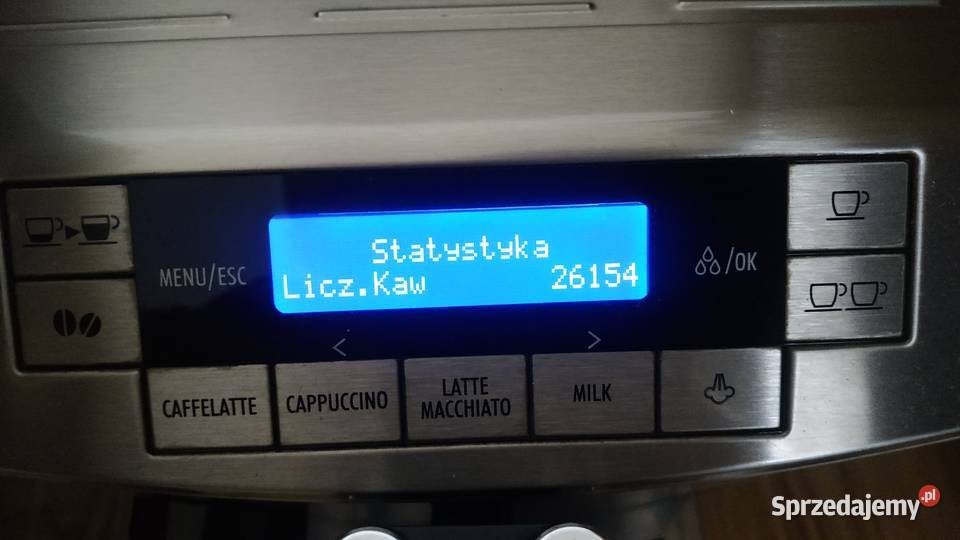 Statystyka
Licz.Kaw 26154
MENU/ESC
/OK
<
>
CAFFELATTE
CAPPUCCINO
LATTE
MACCHIATO
MILK
Sprzedajemy.pl